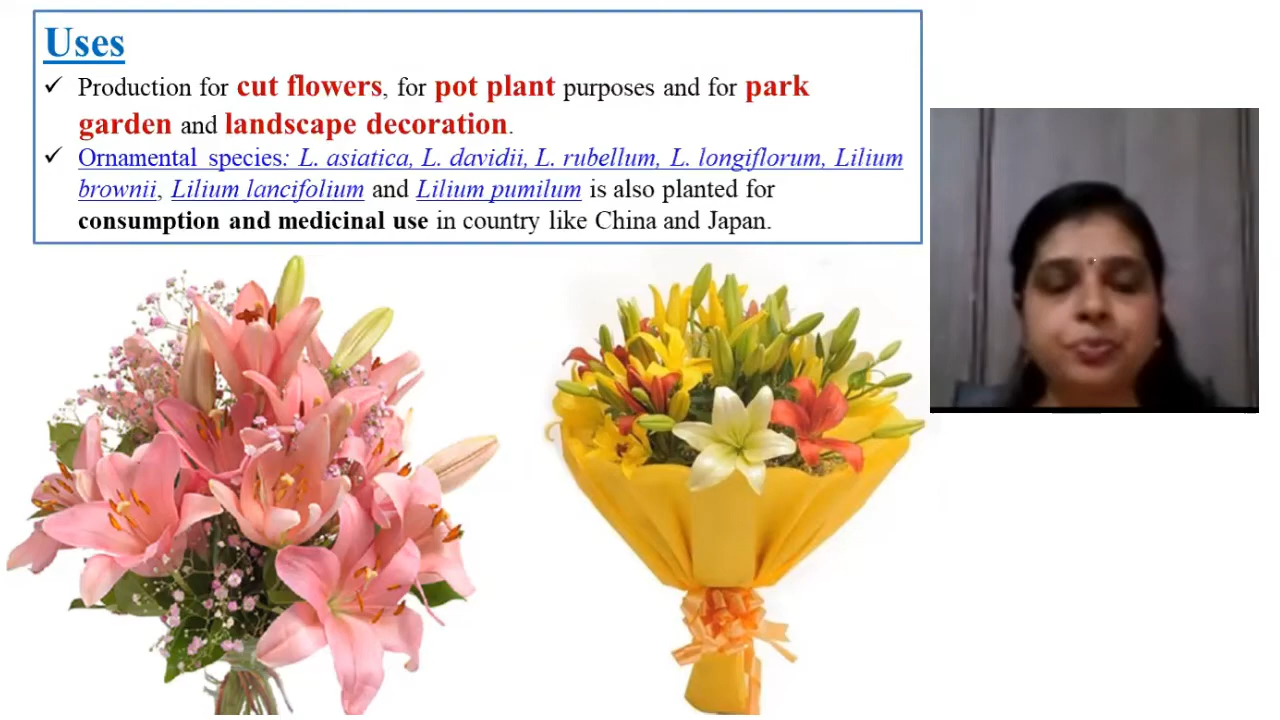 Uses
✓ Production for cut flowers, for pot plant purposes and for park
garden and landscape decoration.
✓ Ornamental species: L. asiatica, L. davidii, L. rubellum, L. longiflorum, Lilium
brownii, Lilium lancifolium and Lilium pumilum is also planted for
consumption and medicinal use in country like China and Japan.